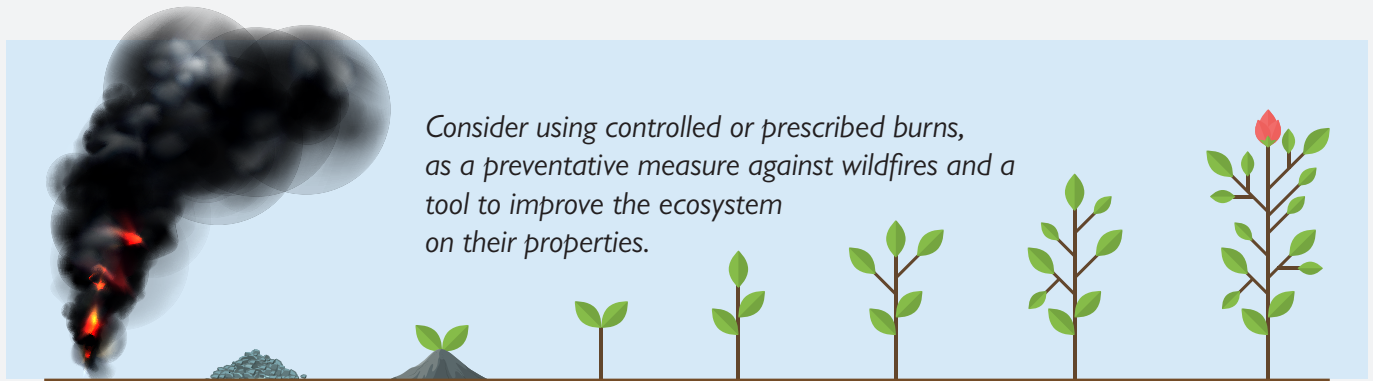 Consider using controlled or prescribed burns,
as a preventative measure against wildfires and a
tool to improve the ecosystem
on their properties.